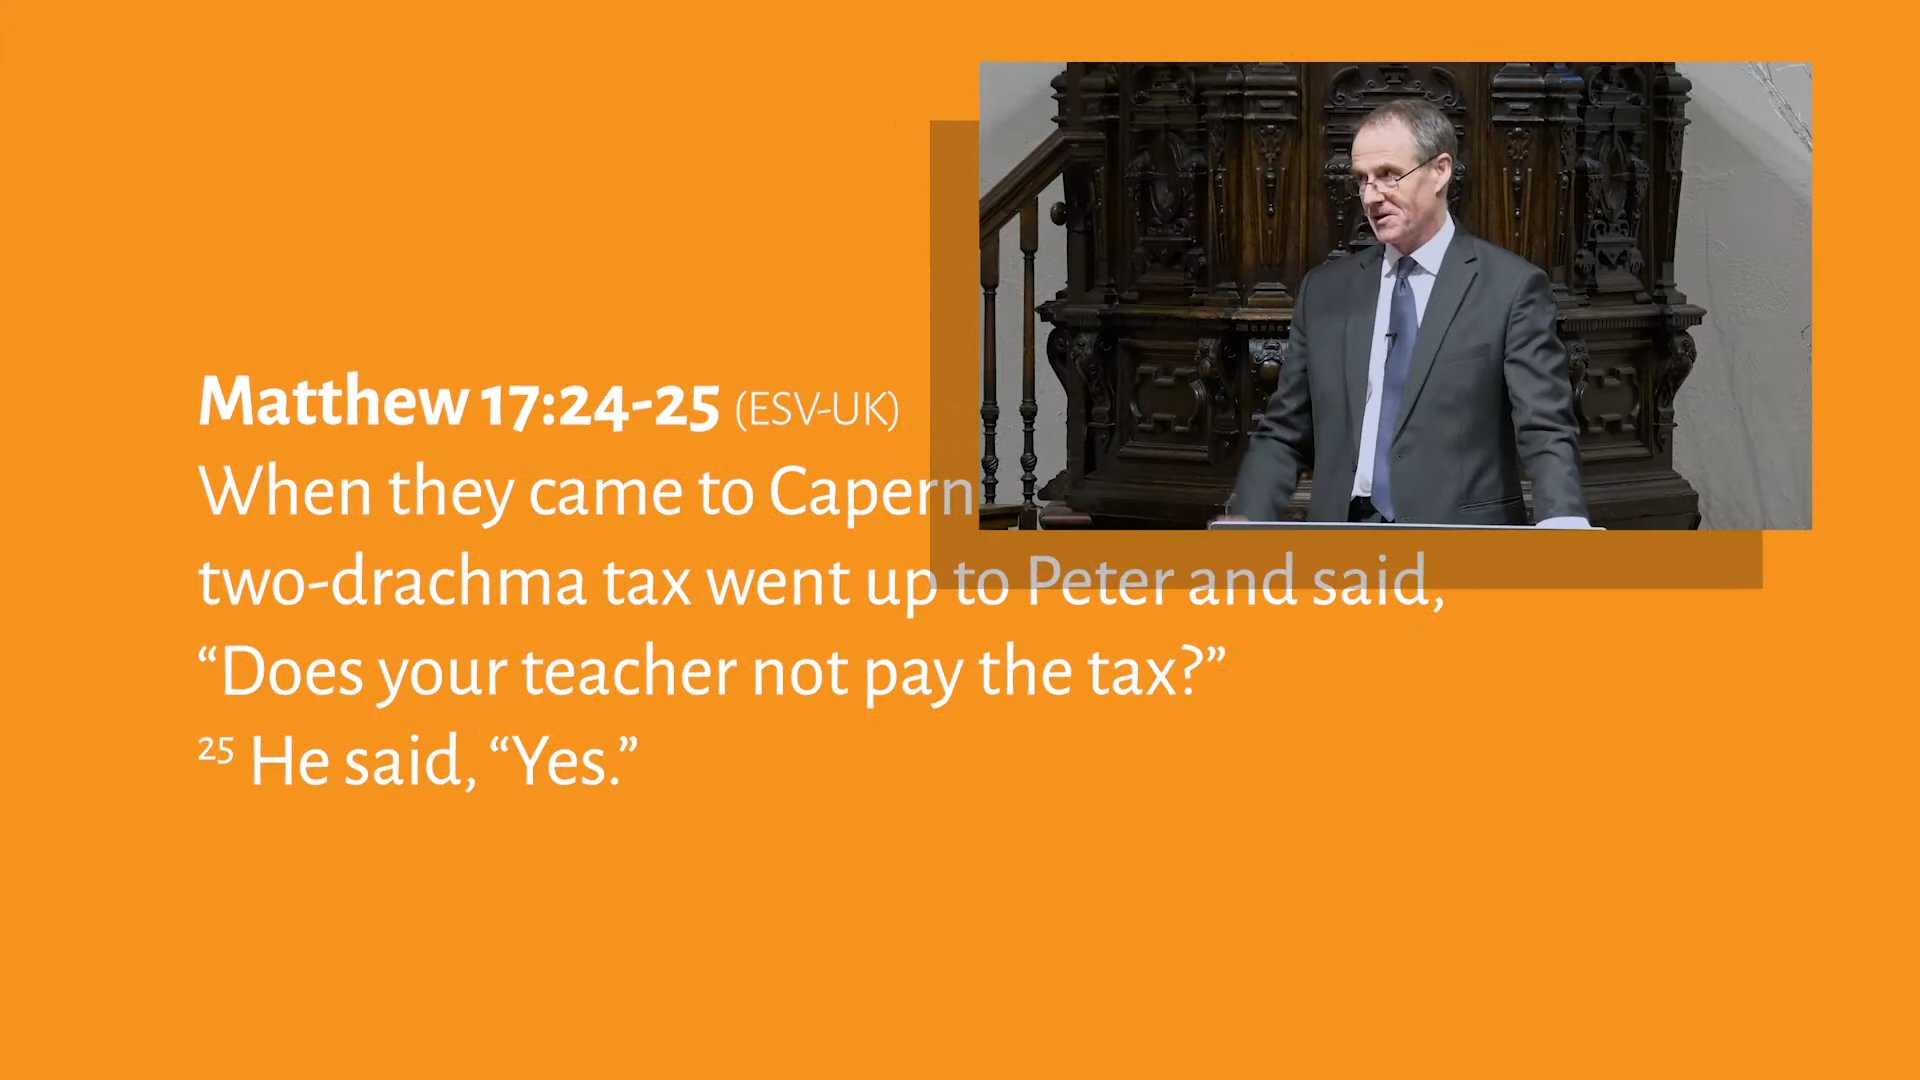 Matthew 17:24-25 (ESV-UK)
When they came to Capern
two-drachma tax went up to Peter and said,
“Does your teacher not pay the tax?”
25 He said, “Yes.”